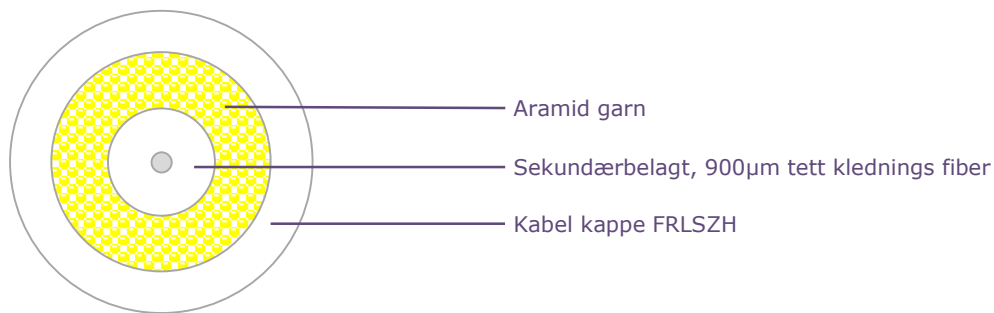 Aramid garn
Sekundærbelagt, 900µm tett klednings fiber
Kabel kappe FRLSZH